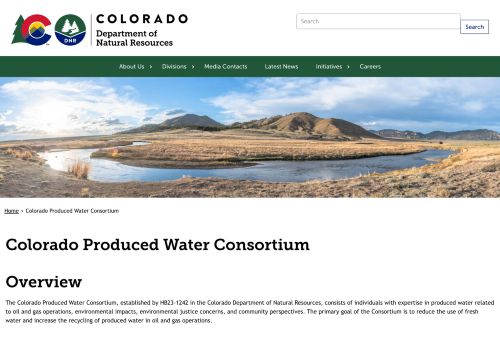 COLORADO
Department of
Natural Resources
DNR
Search
Search
About Us › Divisions › Media Contacts Latest News Initiatives › Careers
Home › Colorado Produced Water Consortium
Colorado Produced Water Consortium
Overview
The Colorado Produced Water Consortium, established by HB23-1242 in the Colorado Department of Natural Resources, consists of individuals with expertise in produced water related
to oil and gas operations, environmental impacts, environmental justice concerns, and community perspectives. The primary goal of the Consortium is to reduce the use of fresh
water and increase the recycling of produced water in oil and gas operations.